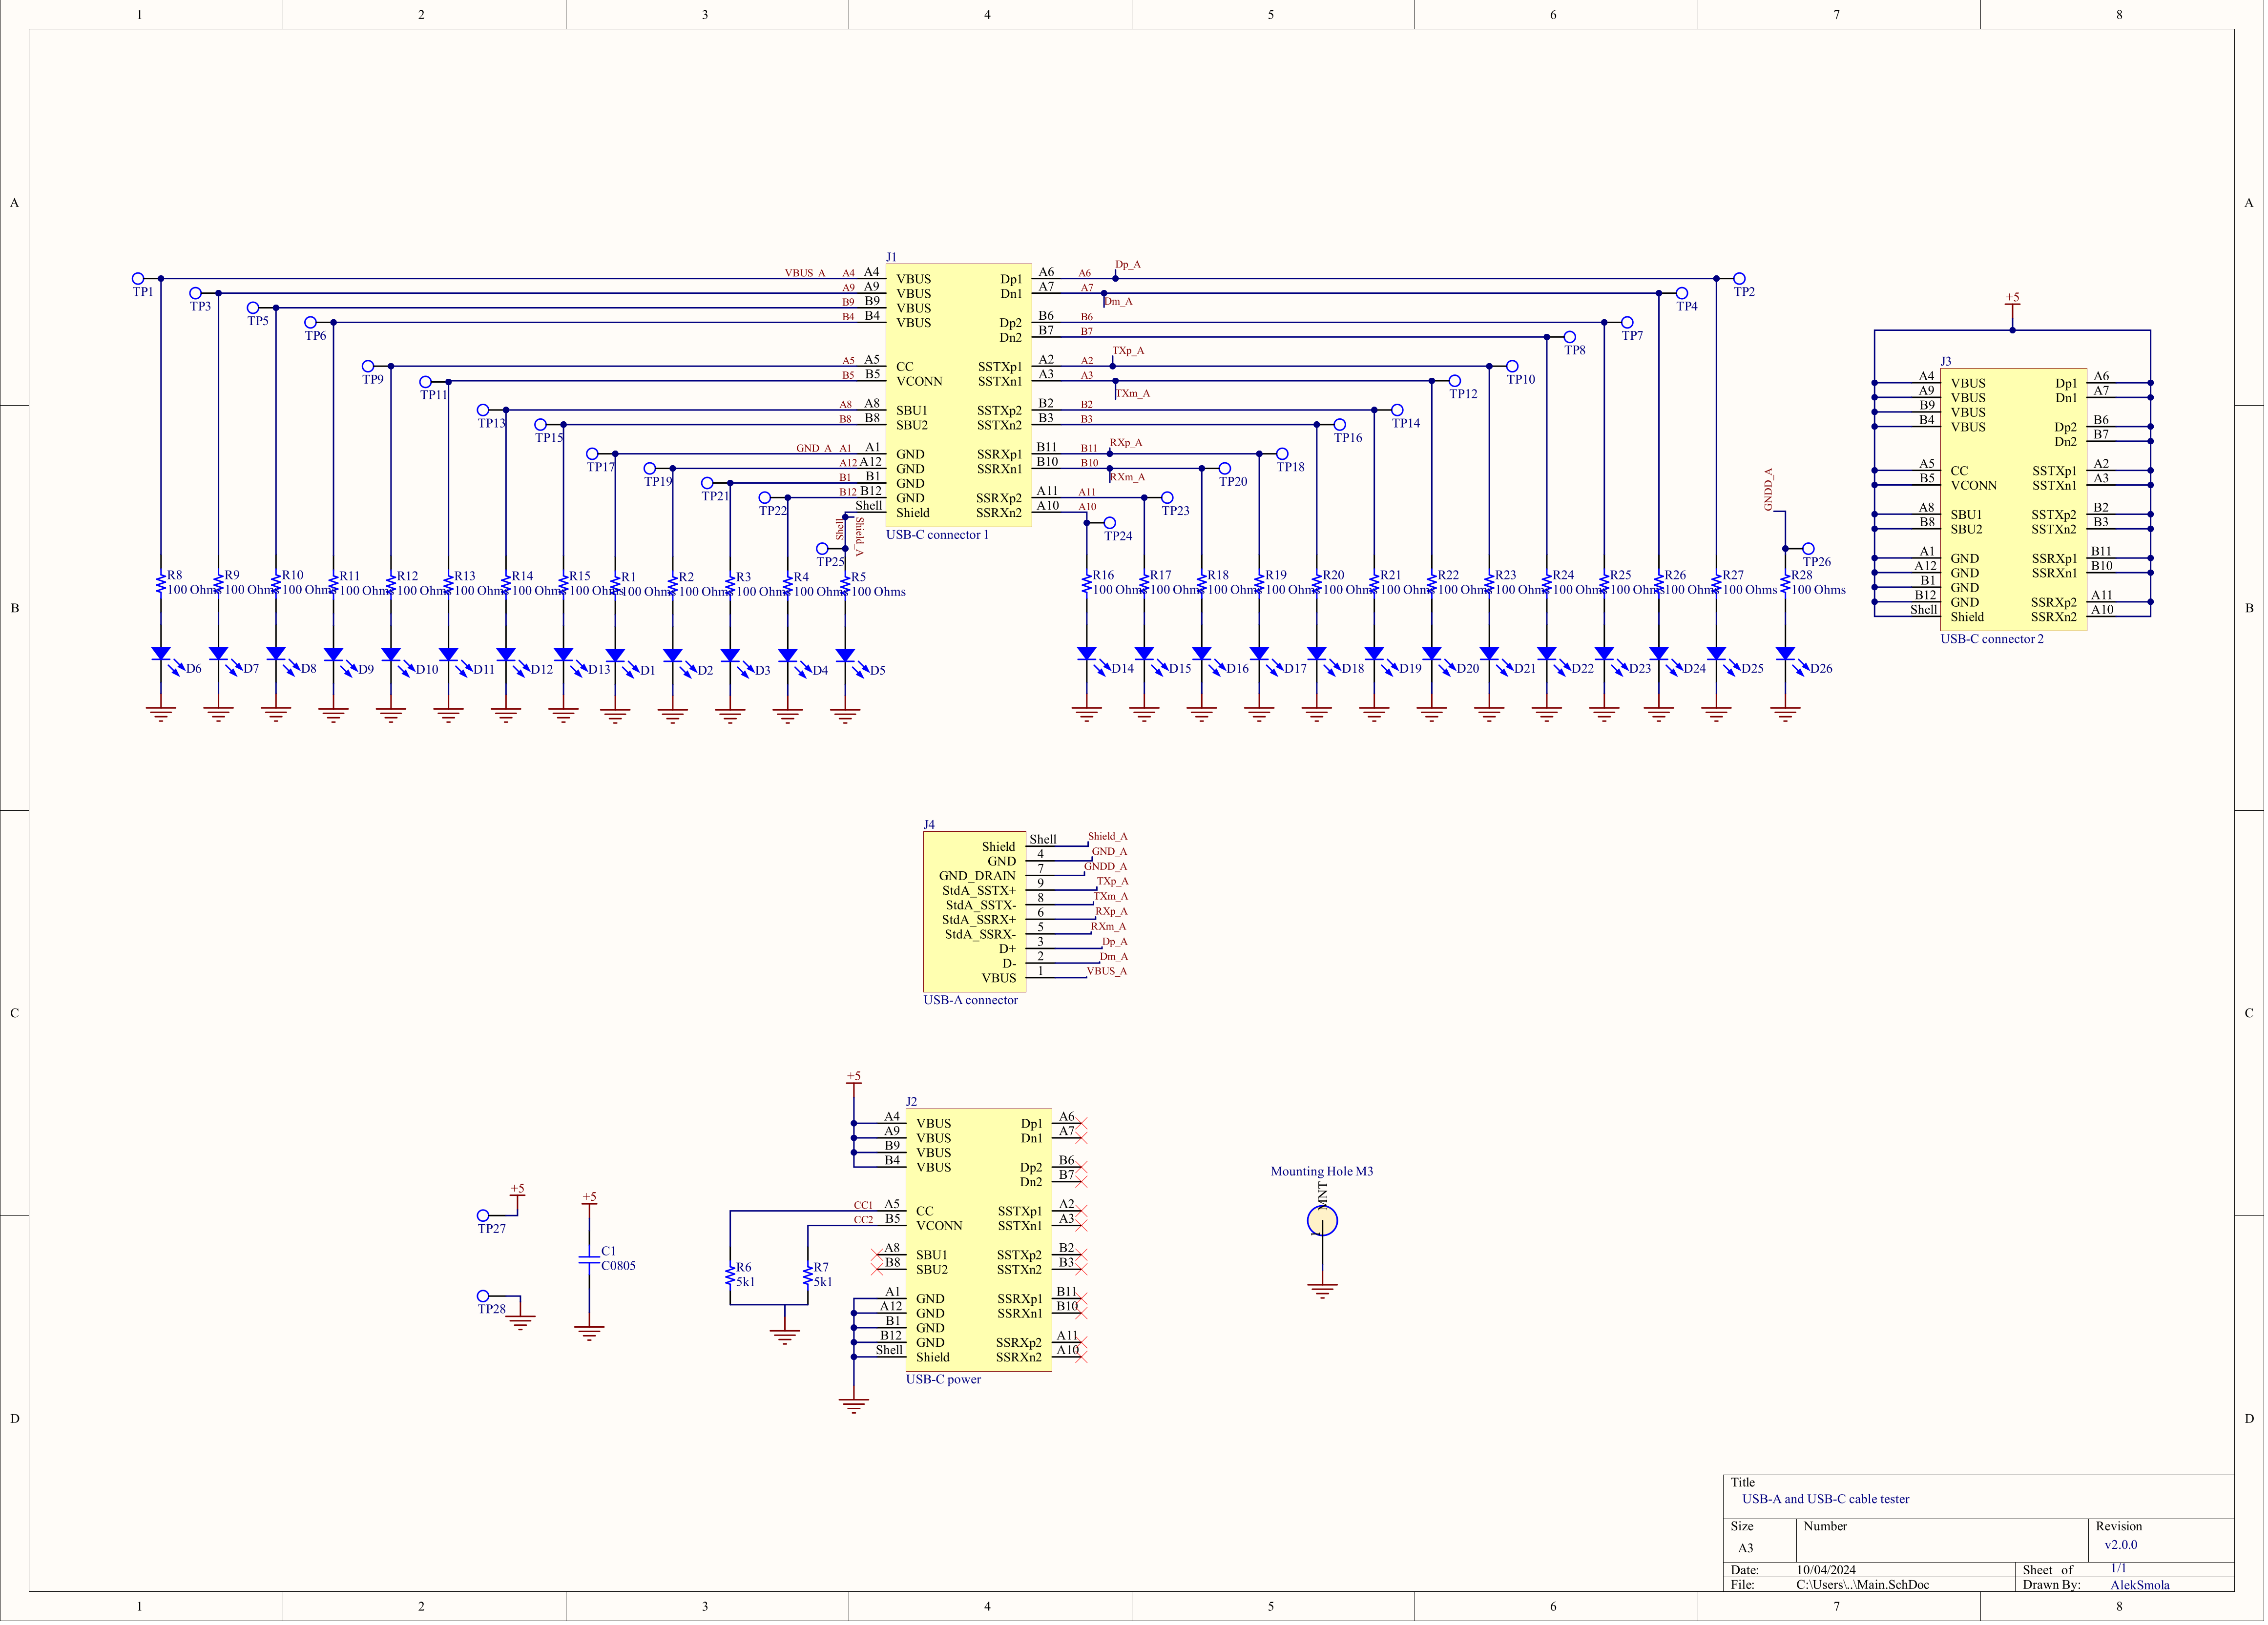 1 2 3 4 5 6 7 8
A A
B B
C C
D D
J1
VBUS_A A4 A4 VBUS Dp1 A6 A6 Dp_A
A9 A9 VBUS Dn1 A7 A7 Dm_A
B9 B9 VBUS
B4 B4 VBUS Dp2 B6 B6
Dn2 B7 B7
A5 A5 CC SSTXp1 A2 A2 TXp_A
B5 B5 VCONN SSTXn1 A3 A3 TXm_A
A8 A8 SBU1 SSTXp2 B2 B2
B8 B8 SBU2 SSTXn2 B3 B3
GND_A A1 A1 GND SSRXp1 B11 B11 RXp_A
A12 A12 GND SSRXn1 B10 B10 RXm_A
B1 B1 GND
B12 B12 GND SSRXp2 A11 A11
Shell Shield SSRXn2 A10 A10
Shell Shield_A
USB-C connector 1
TP1 TP3 TP5 TP6 TP9 TP11 TP13 TP15 TP17 TP19 TP21 TP22 TP25
TP2 TP4 TP7 TP8 TP10 TP12 TP14 TP16 TP18 TP20 TP23 TP24
GNDD_A
TP26
R8 R9 R10 R11 R12 R13 R14 R15 R1 R2 R3 R4 R5
100 Ohms 100 Ohms 100 Ohms 100 Ohms 100 Ohms 100 Ohms 100 Ohms 100 Ohms 100 Ohms 100 Ohms 100 Ohms 100 Ohms 100 Ohms
R16 R17 R18 R19 R20 R21 R22 R23 R24 R25 R26 R27 R28
100 Ohms 100 Ohms 100 Ohms 100 Ohms 100 Ohms 100 Ohms 100 Ohms 100 Ohms 100 Ohms 100 Ohms 100 Ohms 100 Ohms 100 Ohms
D6 D7 D8 D9 D10 D11 D12 D13 D1 D2 D3 D4 D5
D14 D15 D16 D17 D18 D19 D20 D21 D22 D23 D24 D25 D26
+5
J3
A4 VBUS Dp1 A6
A9 VBUS Dn1 A7
B9 VBUS
B4 VBUS Dp2 B6
Dn2 B7
A5 CC SSTXp1 A2
B5 VCONN SSTXn1 A3
A8 SBU1 SSTXp2 B2
B8 SBU2 SSTXn2 B3
A1 GND SSRXp1 B11
A12 GND SSRXn1 B10
B1 GND
B12 GND SSRXp2 A11
Shell Shield SSRXn2 A10
USB-C connector 2
J4
Shield Shell Shield_A
GND 4 GND_A
GND_DRAIN 7 GNDD_A
StdA_SSTX+ 9 TXp_A
StdA_SSTX- 8 TXm_A
StdA_SSRX+ 6 RXp_A
StdA_SSRX- 5 RXm_A
D+ 3 Dp_A
D- 2 Dm_A
VBUS 1 VBUS_A
USB-A connector
+5
J2
A4 VBUS Dp1 A6
A9 VBUS Dn1 A7
B9 VBUS
B4 VBUS Dp2 B6
Dn2 B7
CC1 A5 CC SSTXp1 A2
CC2 B5 VCONN SSTXn1 A3
A8 SBU1 SSTXp2 B2
B8 SBU2 SSTXn2 B3
A1 GND SSRXp1 B11
A12 GND SSRXn1 B10
B1 GND
B12 GND SSRXp2 A11
Shell Shield SSRXn2 A10
USB-C power
+5
TP27
TP28
+5
C1
C0805
R6
5k1
R7
5k1
Mounting Hole M3
MNT
Title
USB-A and USB-C cable tester
Size Number Revision
A3 v2.0.0
Date: 10/04/2024 Sheet of 1/1
File: C:\Users\..\Main.SchDoc Drawn By: AlekSmola
1 2 3 4 5 6 7 8